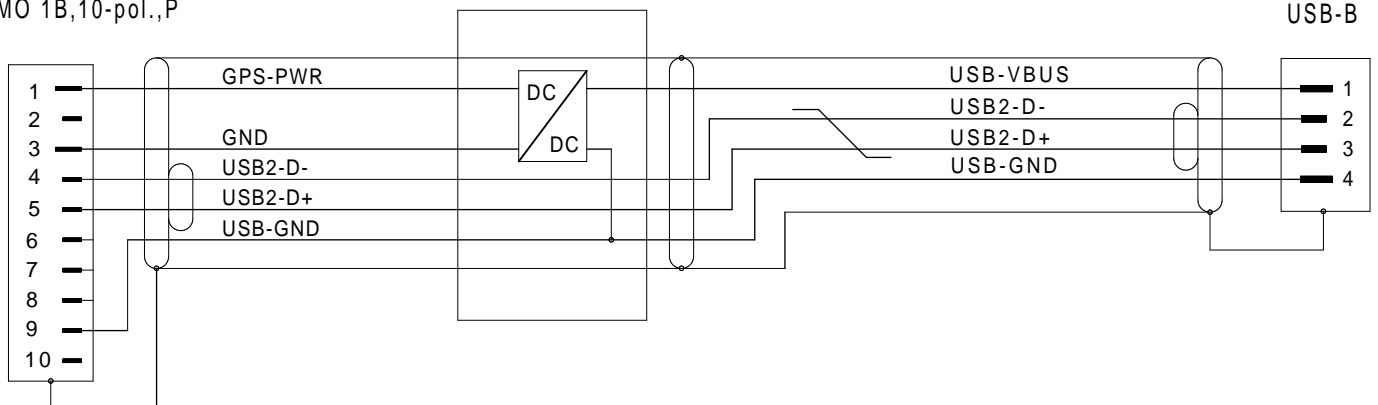 MO 1B,10-pol.,P
USB-B
GPS-PWR
USB-VBUS
1
DC
1
USB2-D-
2
2
GND
USB2-D+
3
DC
3
USB2-D-
USB-GND
4
4
USB2-D+
5
USB-GND
6
7
8
9
10